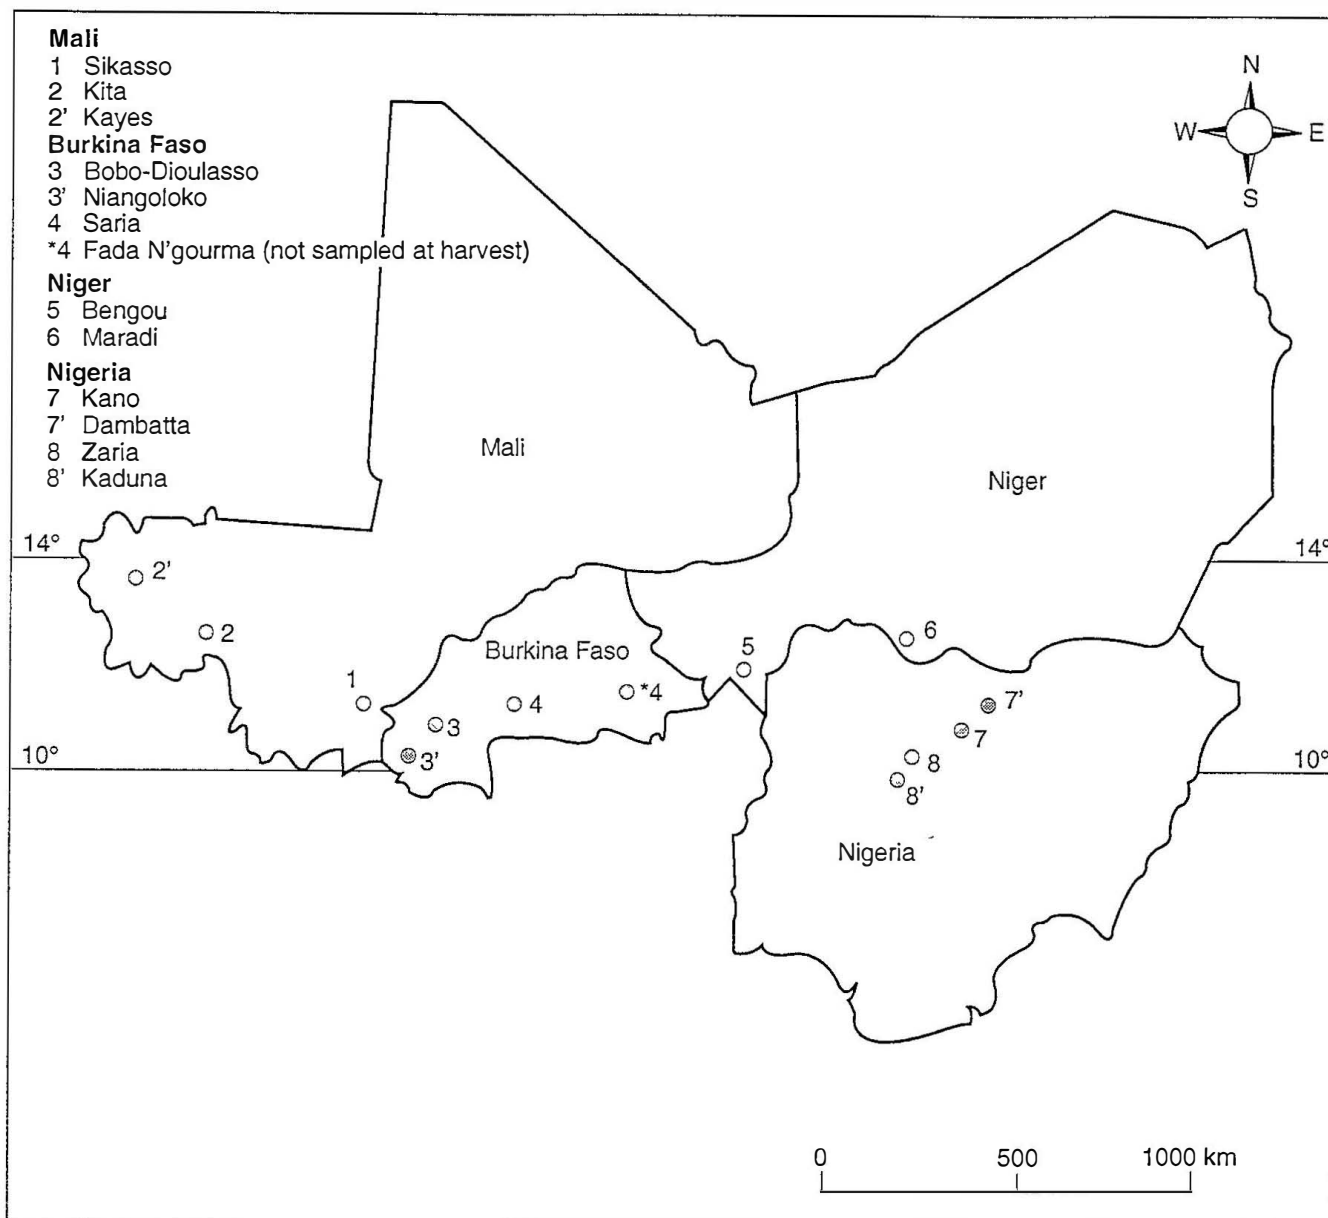 Mali
1 Sikasso
2 Kita
2' Kayes
Burkina Faso
3 Bobo-Dioulasso
3' Niangoloko
4 Saria
*4 Fada N'gourma (not sampled at harvest)
Niger
5 Bengou
6 Maradi
Nigeria
7 Kano
7' Dambatta
8 Zaria
8' Kaduna
N
W E
S
Mali
Niger
14° 14°
2'
2
6
Burkina Faso
5
1
*4
4
7'
3
7
3'
8
10° 10°
8'
Nigeria
0 500 1000 km